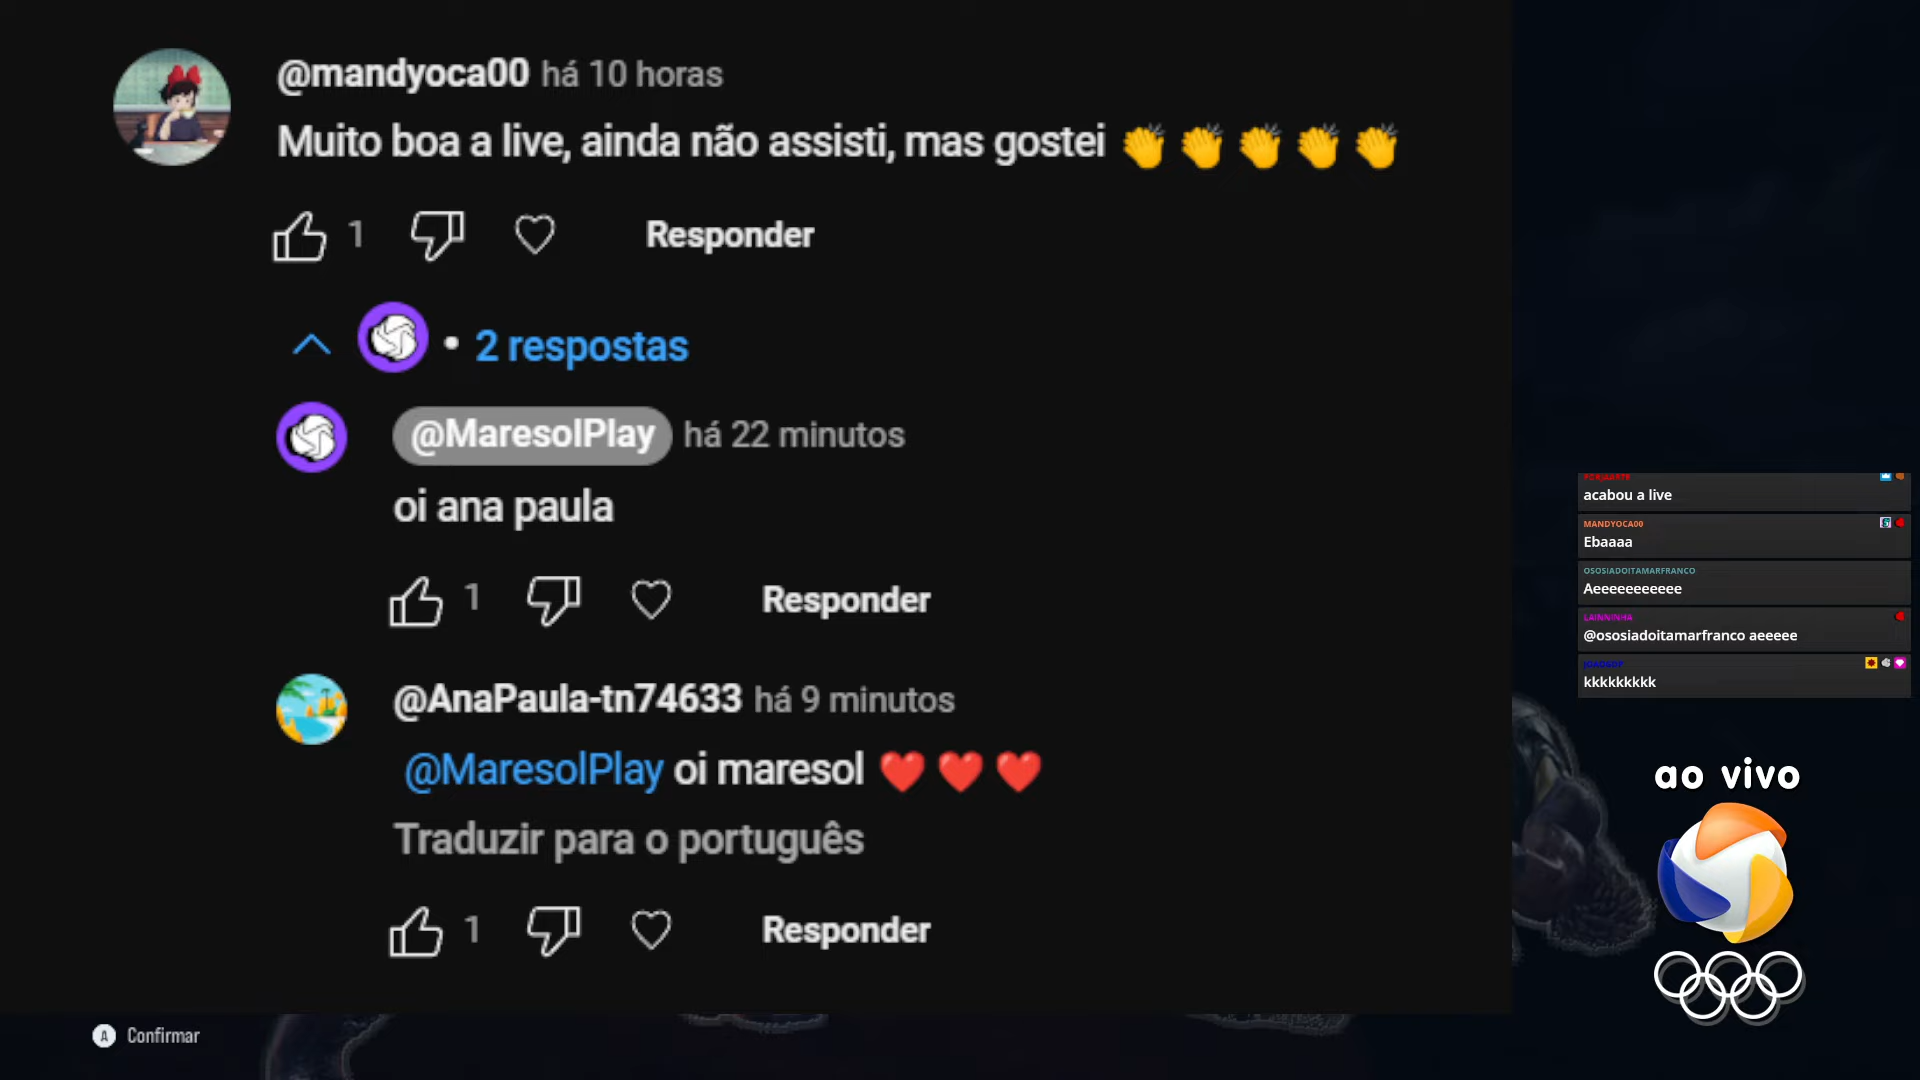 @mandyoca00 há 10 horas
Muito boa a live, ainda não assisti, mas gostei 👏 👏 👏 👏 👏
1 Responder
• 2 respostas
@MaresolPlay há 22 minutos
oi ana paula
1 Responder
@AnaPaula-tn74633 há 9 minutos
@MaresolPlay oi maresol ❤️ ❤️ ❤️
Traduzir para o português
1 Responder
acabou a live
MANDYOCA00
Ebaaaa
OSOSIADOITAMARFRANCO
Aeeeeeeeeeee
LAINNINHA
@ososiadoitamarfranco aeeeee
kkkkkkkkk
ao vivo
A Confirmar